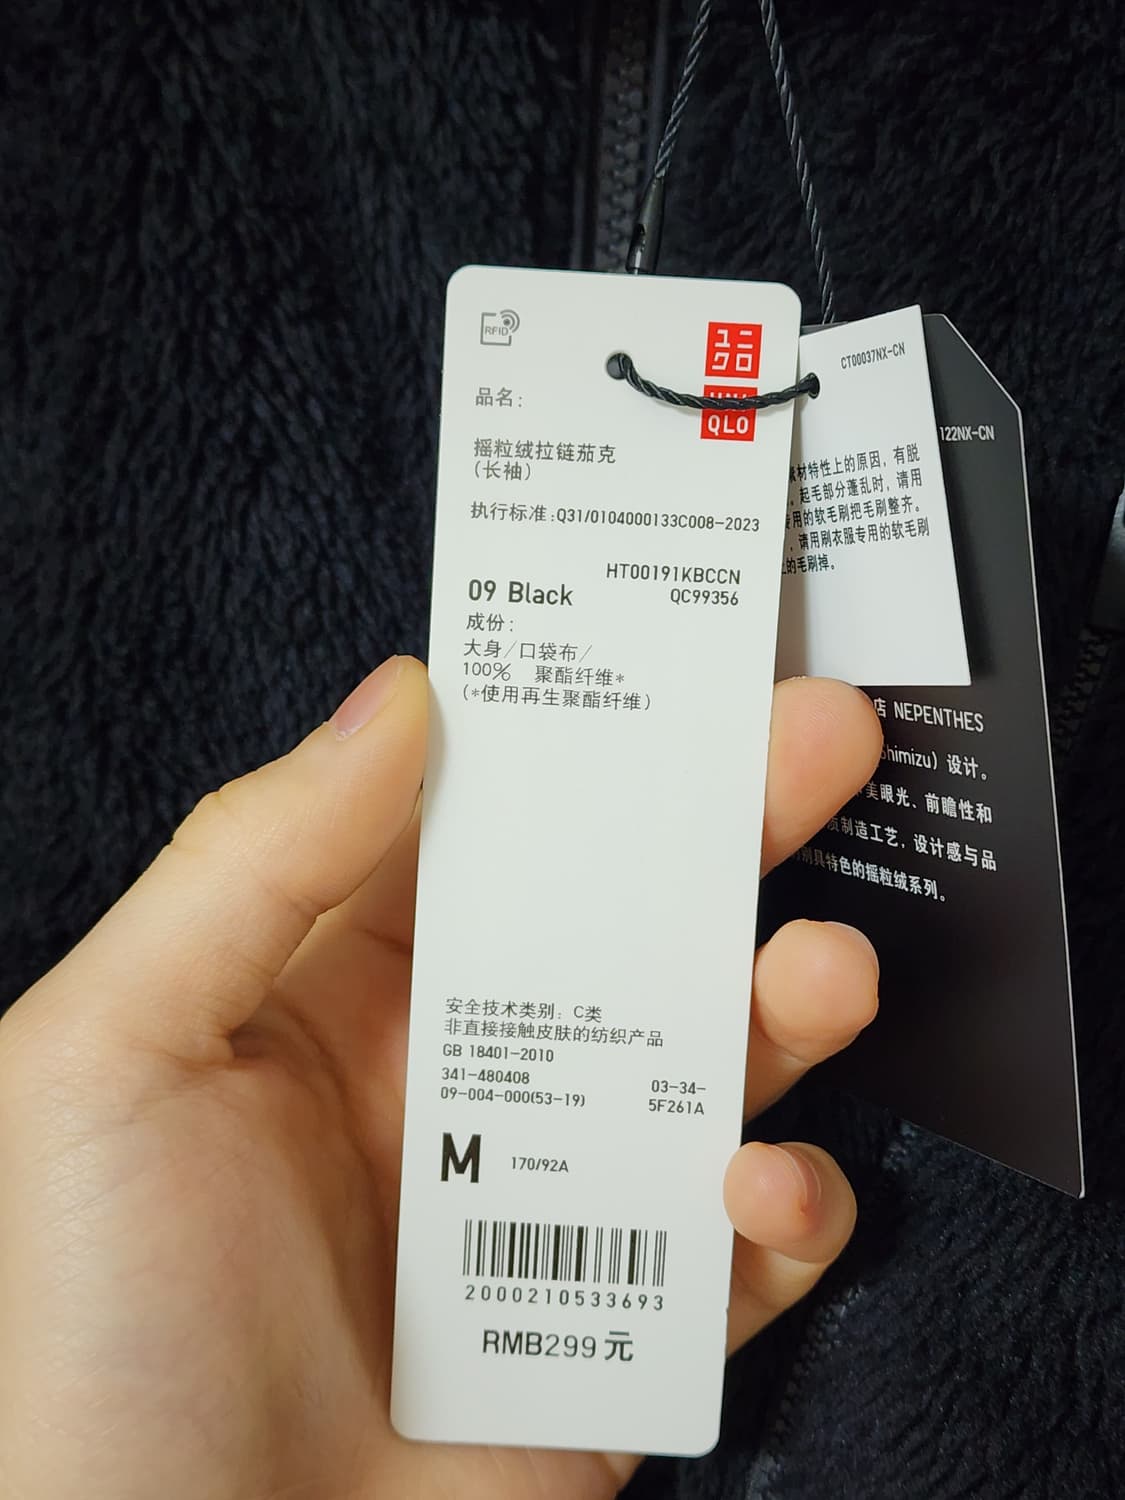 RFID
ユニ
クロ
UNI
QLO
品名:
摇粒绒拉链茄克
(长袖)
执行标准:Q31/0104000133C008-2023
HT00191KBCCN
09 Black
QC99356
成份:
大身/口袋布/
100% 聚酯纤维*
(*使用再生聚酯纤维)
安全技术类别: C类
非直接接触皮肤的纺织产品
GB 18401-2010
341-480408
09-004-000(53-19)
03-34-
5F261A
M 170/92A
2000210533693
RMB299元
CT00037NX-CN
材特性上的原因,有脱
,起毛部分蓬乱时,请用
专用的软毛刷把毛刷整齐。
,请用刷衣服专用的软毛刷
的毛刷掉。
122NX-CN
店 NEPENTHES
Shimizu) 设计。
美眼光、前瞻性和
质制造工艺,设计感与品
别具特色的摇粒绒系列。